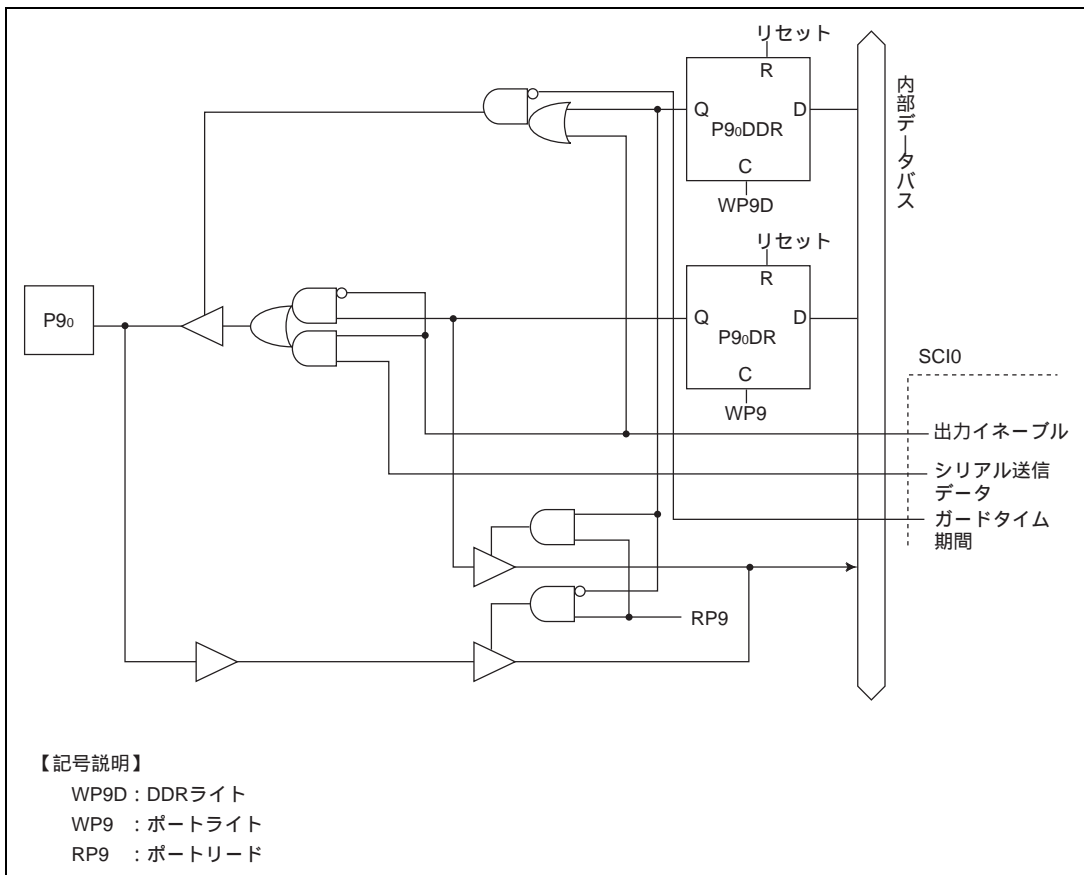 リセット
R
Q
D
P9₀DDR
C
WP9D
内部データバス
リセット
R
P9₀
Q
D
P9₀DR
C
WP9
SCI0
出力イネーブル
シリアル送信
データ
ガードタイム
期間
RP9
【記号説明】
WP9D：DDRライト
WP9 ：ポートライト
RP9 ：ポートリード